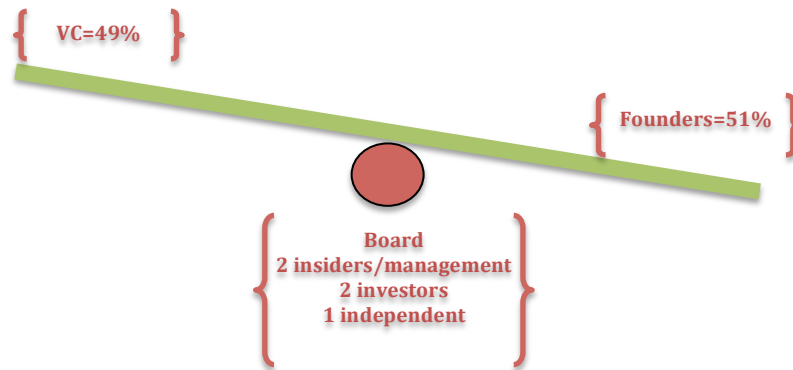 VC=49%
Founders=51%
Board
2 insiders/management
2 investors
1 independent